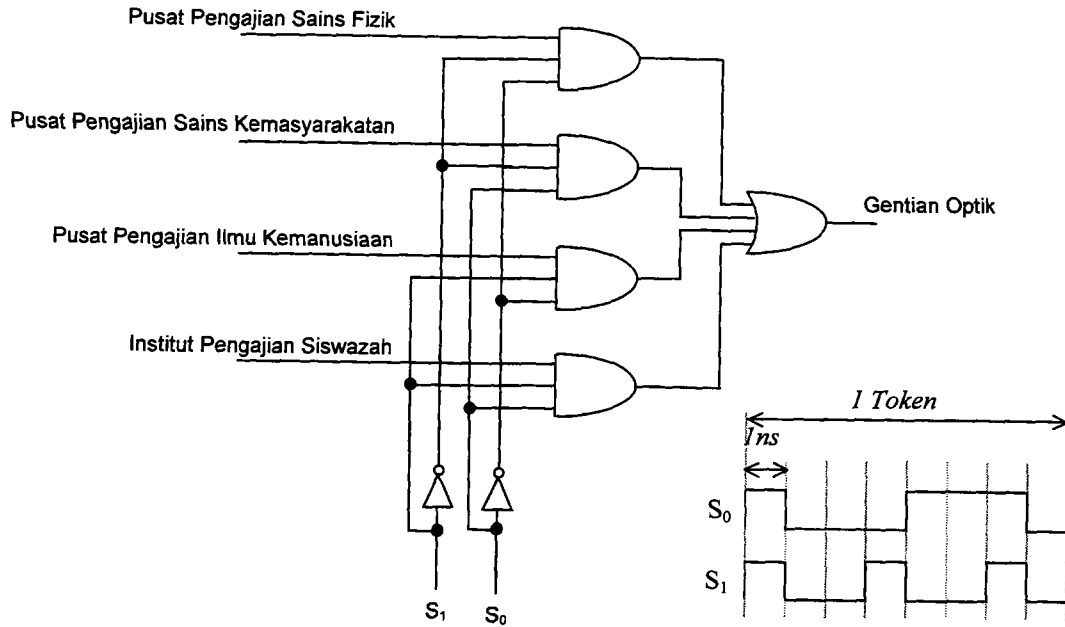 Pusat Pengajian Sains Fizik
Pusat Pengajian Sains Kemasyarakatan
Gentian Optik
Pusat Pengajian Ilmu Kemanusiaan
Institut Pengajian Siswazah
1 Token
1ns
S₀
S₁
S₁ S₀